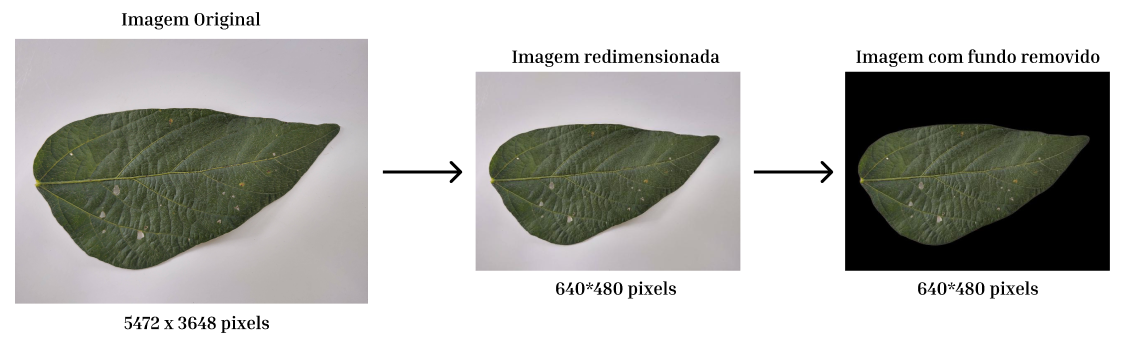 Imagem Original
Imagem redimensionada
Imagem com fundo removido
640*480 pixels
640*480 pixels
5472 x 3648 pixels